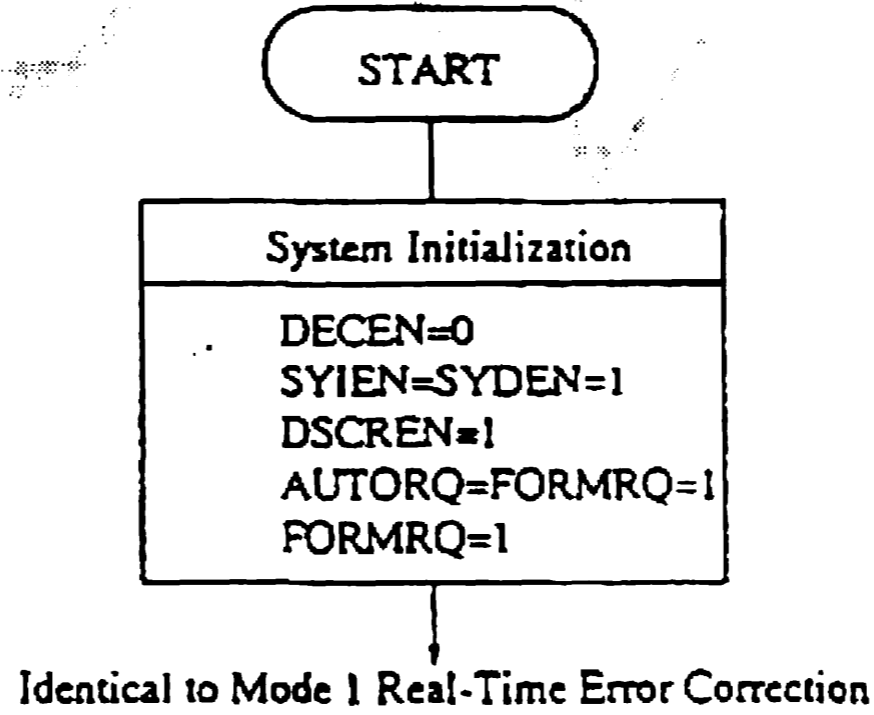 START
System Initialization
DECEN=0
SYIEN=SYDEN=1
DSCREN=1
AUTORQ=FORMRQ=1
FORMRQ=1
Identical to Mode 1 Real-Time Error Correction